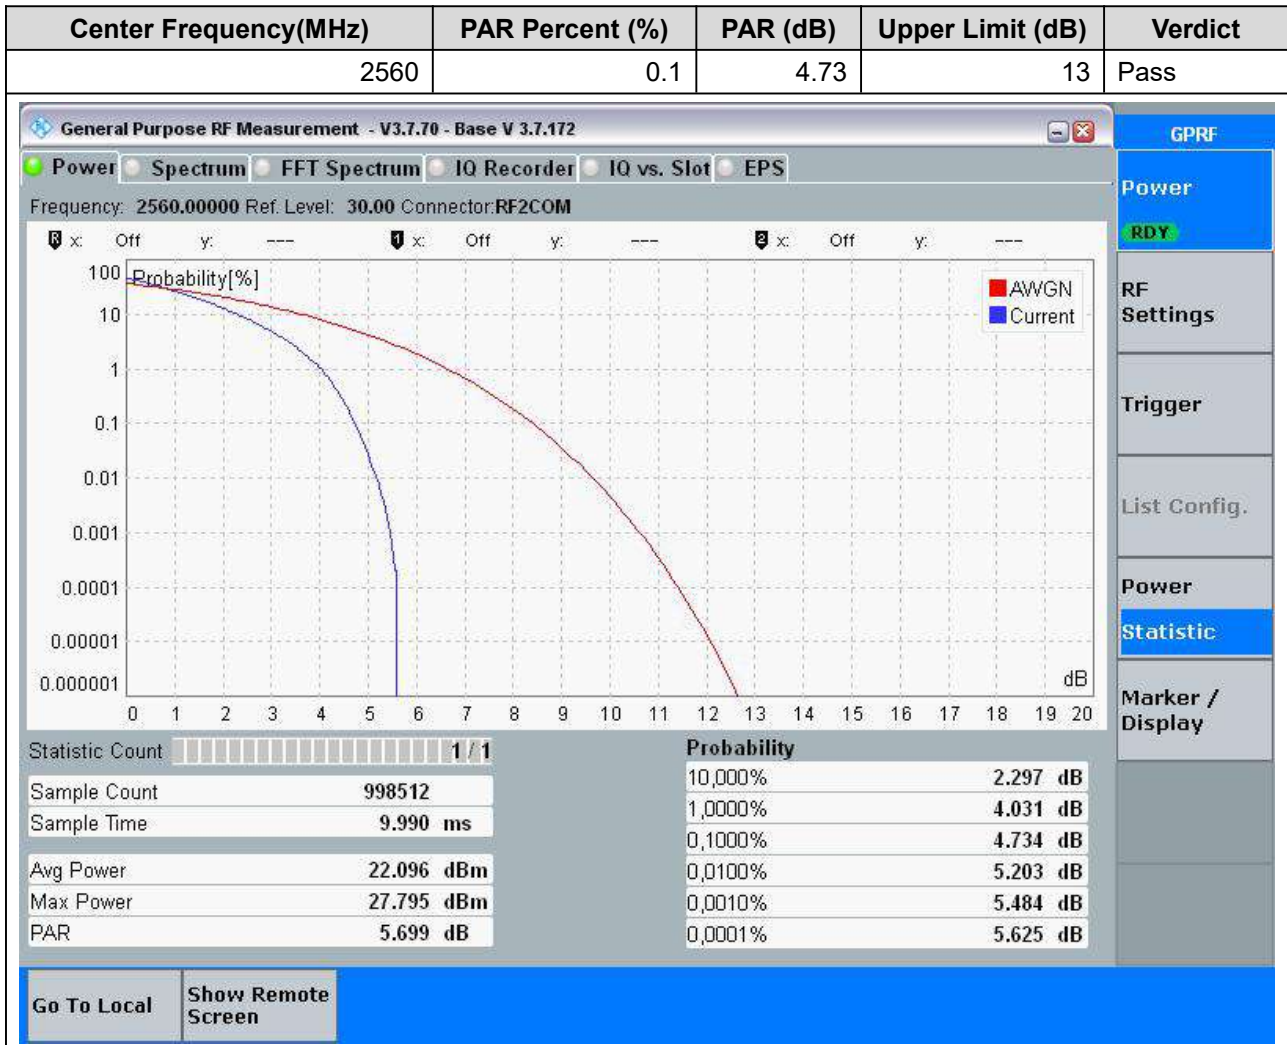 Center Frequency(MHz) PAR Percent (%) PAR (dB) Upper Limit (dB) Verdict
2560 0.1 4.73 13 Pass
General Purpose RF Measurement - V3.7.70 - Base V 3.7.172
GPRF
Power Spectrum FFT Spectrum IQ Recorder IQ vs. Slot EPS
Frequency: 2560.00000 Ref. Level: 30.00 Connector:RF2COM
R x: Off y: --- 1 x: Off y: --- 2 x: Off y: ---
Probability[%]
100
10
1
0.1
0.01
0.001
0.0001
0.00001
0.000001
AWGN
Current
dB
0 1 2 3 4 5 6 7 8 9 10 11 12 13 14 15 16 17 18 19 20
Statistic Count 1 / 1
Sample Count 998512
Sample Time 9.990 ms
Avg Power 22.096 dBm
Max Power 27.795 dBm
PAR 5.699 dB
Probability
10,000% 2.297 dB
1,0000% 4.031 dB
0,1000% 4.734 dB
0,0100% 5.203 dB
0,0010% 5.484 dB
0,0001% 5.625 dB
Power
RDY
RF
Settings
Trigger
List Config.
Power
Statistic
Marker /
Display
Go To Local
Show Remote
Screen